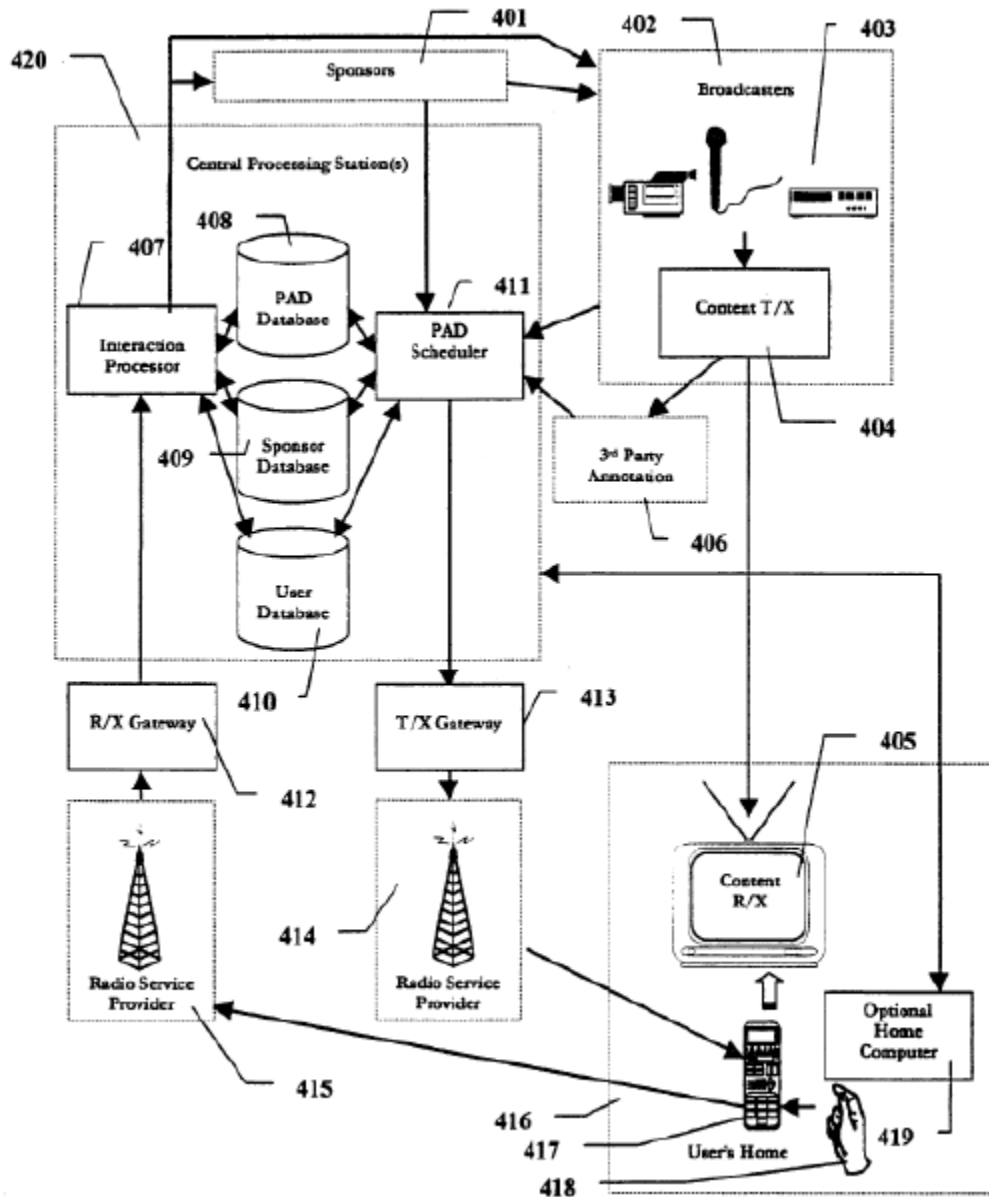 401
402
403
420
Sponsors
Broadcasters
Central Processing Station(s)
408
407
411
PAD
Database
PAD
Scheduler
Content T/X
Interaction
Processor
404
409
Sponsor
Database
3rd Party
Annotation
406
User
Database
410
413
R/X Gateway
T/X Gateway
405
412
Content
R/X
414
Radio Service
Provider
Radio Service
Provider
Optional
Home
Computer
415
416
417
User's Home
419
418